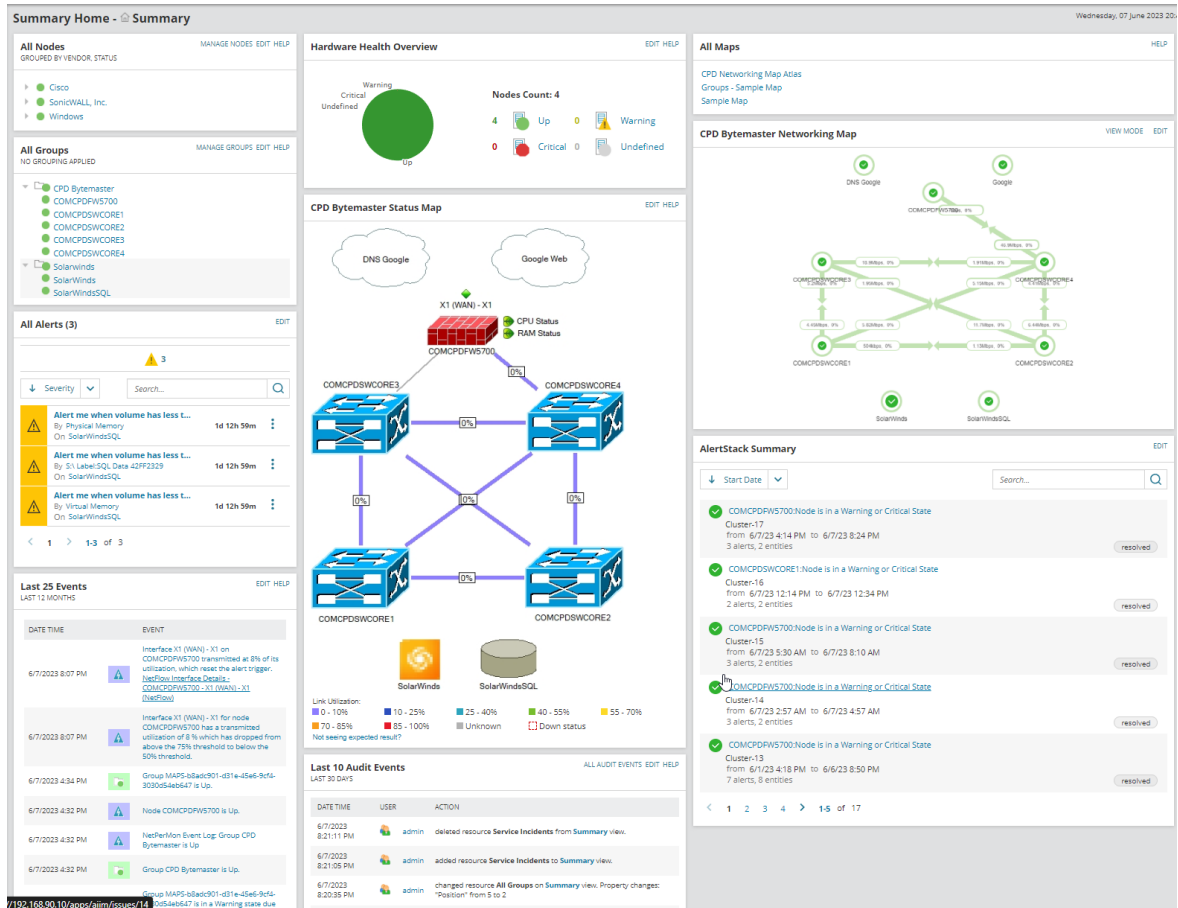 Summary Home - Summary
Wednesday, 07 June 2023 20:
All Nodes
MANAGE NODES EDIT HELP
GROUPED BY VENDOR, STATUS
Cisco
SonicWALL, Inc.
Windows
All Groups
MANAGE GROUPS EDIT HELP
NO GROUPING APPLIED
CPD Bytemaster
COMCPDFW5700
COMCPDSWCORE1
COMCPDSWCORE2
COMCPDSWCORE3
COMCPDSWCORE4
Solarwinds
SolarWinds
SolarWindsSQL
All Alerts (3)
EDIT
3
Severity
Search...
Alert me when volume has less t...
By Physical Memory
On SolarWindsSQL
1d 12h 59m
Alert me when volume has less t...
By S:\ Label:SQL Data 42FF2329
On SolarWindsSQL
1d 12h 59m
Alert me when volume has less t...
By Virtual Memory
On SolarWindsSQL
1d 12h 59m
1 1-3 of 3
Last 25 Events
EDIT HELP
LAST 12 MONTHS
DATE TIME EVENT
6/7/2023 8:07 PM
Interface X1 (WAN) - X1 on
COMCPDFW5700
transmitted at 8% of its
utilization, which reset the alert trigger.
NetFlow Interface Details -
COMCPDFW5700 - X1 (WAN) - X1
(NetFlow)
6/7/2023 8:07 PM
Interface X1 (WAN) - X1 for node
COMCPDFW5700 has a transmitted
utilization of 8 % which has dropped from
above the 75% threshold to below the
50% threshold.
6/7/2023 4:34 PM
Group MAPS-b8adc901-d31e-45e6-9cf4-
3030d54eb647 is Up.
6/7/2023 4:32 PM
Node COMCPDFW5700 is Up.
6/7/2023 4:32 PM
NetPerMon Event Log: Group CPD
Bytemaster is Up
6/7/2023 4:32 PM
Group CPD Bytemaster is Up.
Group MAPS-b8adc901-d31e-45e6-9cf4-
30d54eb647 is in a Warning state due
//192.168.90.10/apps/aiim/issues/14
Hardware Health Overview
EDIT HELP
Warning
Critical
Undefined
Up
Nodes Count: 4
4 Up 0 Warning
0 Critical 0 Undefined
CPD Bytemaster Status Map
EDIT HELP
DNS Google
Google Web
X1 (WAN) - X1
CPU Status
RAM Status
COMCPDFW5700
0%
COMCPDSWCORE3
COMCPDSWCORE4
0%
0%
0%
0%
0%
COMCPDSWCORE1
COMCPDSWCORE2
SolarWinds
SolarWindsSQL
Link Utilization:
0 - 10% 10 - 25% 25 - 40% 40 - 55% 55 - 70%
70 - 85% 85 - 100% Unknown Down status
Not seeing expected result?
Last 10 Audit Events
ALL AUDIT EVENTS EDIT HELP
LAST 30 DAYS
DATE TIME USER ACTION
6/7/2023
8:21:11 PM
admin
deleted resource Service Incidents from Summary view.
6/7/2023
8:21:05 PM
admin
added resource Service Incidents to Summary view.
6/7/2023
8:20:35 PM
admin
changed resource All Groups on Summary view. Property changes:
"Position" from 5 to 2
All Maps
HELP
CPD Networking Map Atlas
Groups - Sample Map
Sample Map
CPD Bytemaster Networking Map
VIEW MODE EDIT
DNS Google
Google
COMCPDFW5700
COMCPDSWCORE3
COMCPDSWCORE4
COMCPDSWCORE1
COMCPDSWCORE2
SolarWinds
SolarWindsSQL
AlertStack Summary
EDIT
Start Date
Search...
COMCPDFW5700:Node is in a Warning or Critical State
Cluster-17
from 6/7/23 4:14 PM to 6/7/23 8:24 PM
3 alerts, 2 entities
resolved
COMCPDSWCORE1:Node is in a Warning or Critical State
Cluster-16
from 6/7/23 12:14 PM to 6/7/23 12:34 PM
2 alerts, 2 entities
resolved
COMCPDFW5700:Node is in a Warning or Critical State
Cluster-15
from 6/7/23 5:30 AM to 6/7/23 8:10 AM
3 alerts, 2 entities
resolved
COMCPDFW5700:Node is in a Warning or Critical State
Cluster-14
from 6/7/23 2:57 AM to 6/7/23 4:57 AM
3 alerts, 2 entities
resolved
COMCPDFW5700:Node is in a Warning or Critical State
Cluster-13
from 6/1/23 4:18 PM to 6/6/23 8:50 PM
7 alerts, 8 entities
resolved
1 2 3 4 1-5 of 17